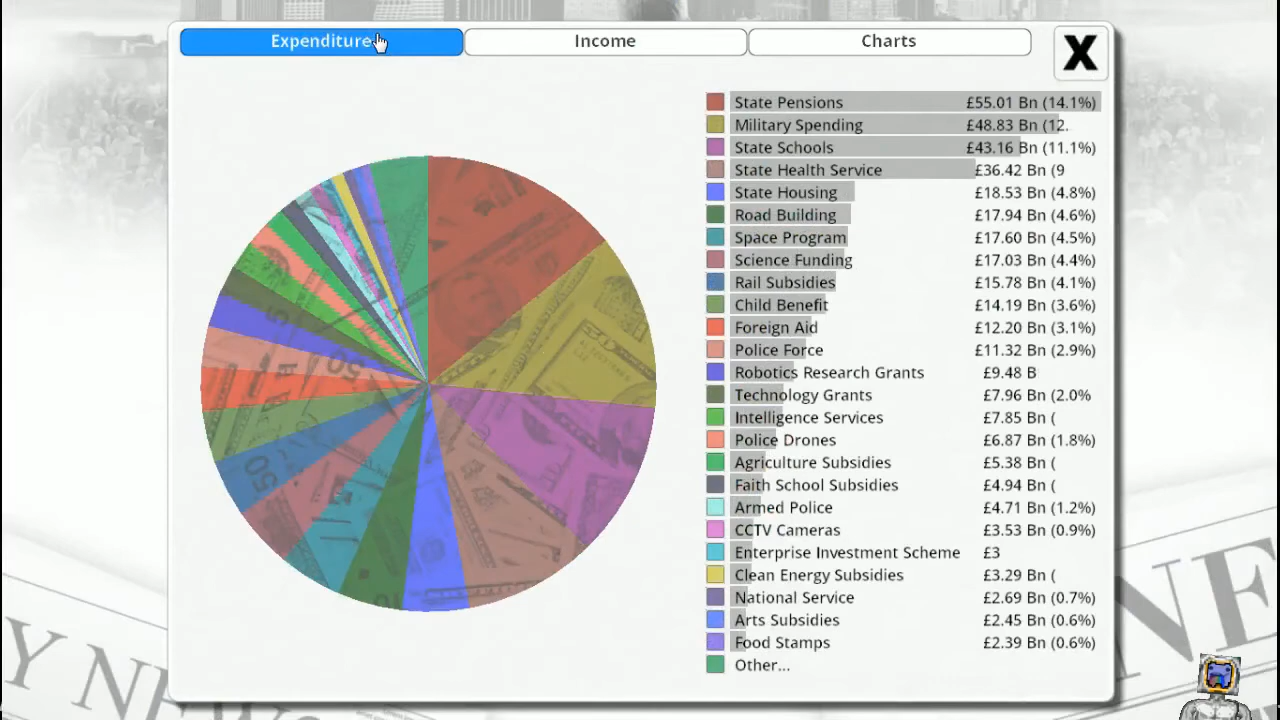 Expenditure
Income
Charts
X
State Pensions £55.01 Bn (14.1%)
Military Spending £48.83 Bn (12.
State Schools £43.16 Bn (11.1%)
State Health Service £36.42 Bn (9
State Housing £18.53 Bn (4.8%)
Road Building £17.94 Bn (4.6%)
Space Program £17.60 Bn (4.5%)
Science Funding £17.03 Bn (4.4%)
Rail Subsidies £15.78 Bn (4.1%)
Child Benefit £14.19 Bn (3.6%)
Foreign Aid £12.20 Bn (3.1%)
Police Force £11.32 Bn (2.9%)
Robotics Research Grants £9.48 B
Technology Grants £7.96 Bn (2.0%
Intelligence Services £7.85 Bn (
Police Drones £6.87 Bn (1.8%)
Agriculture Subsidies £5.38 Bn (
Faith School Subsidies £4.94 Bn (
Armed Police £4.71 Bn (1.2%)
CCTV Cameras £3.53 Bn (0.9%)
Enterprise Investment Scheme £3
Clean Energy Subsidies £3.29 Bn (
National Service £2.69 Bn (0.7%)
Arts Subsidies £2.45 Bn (0.6%)
Food Stamps £2.39 Bn (0.6%)
Other...
Y NEWS
NE